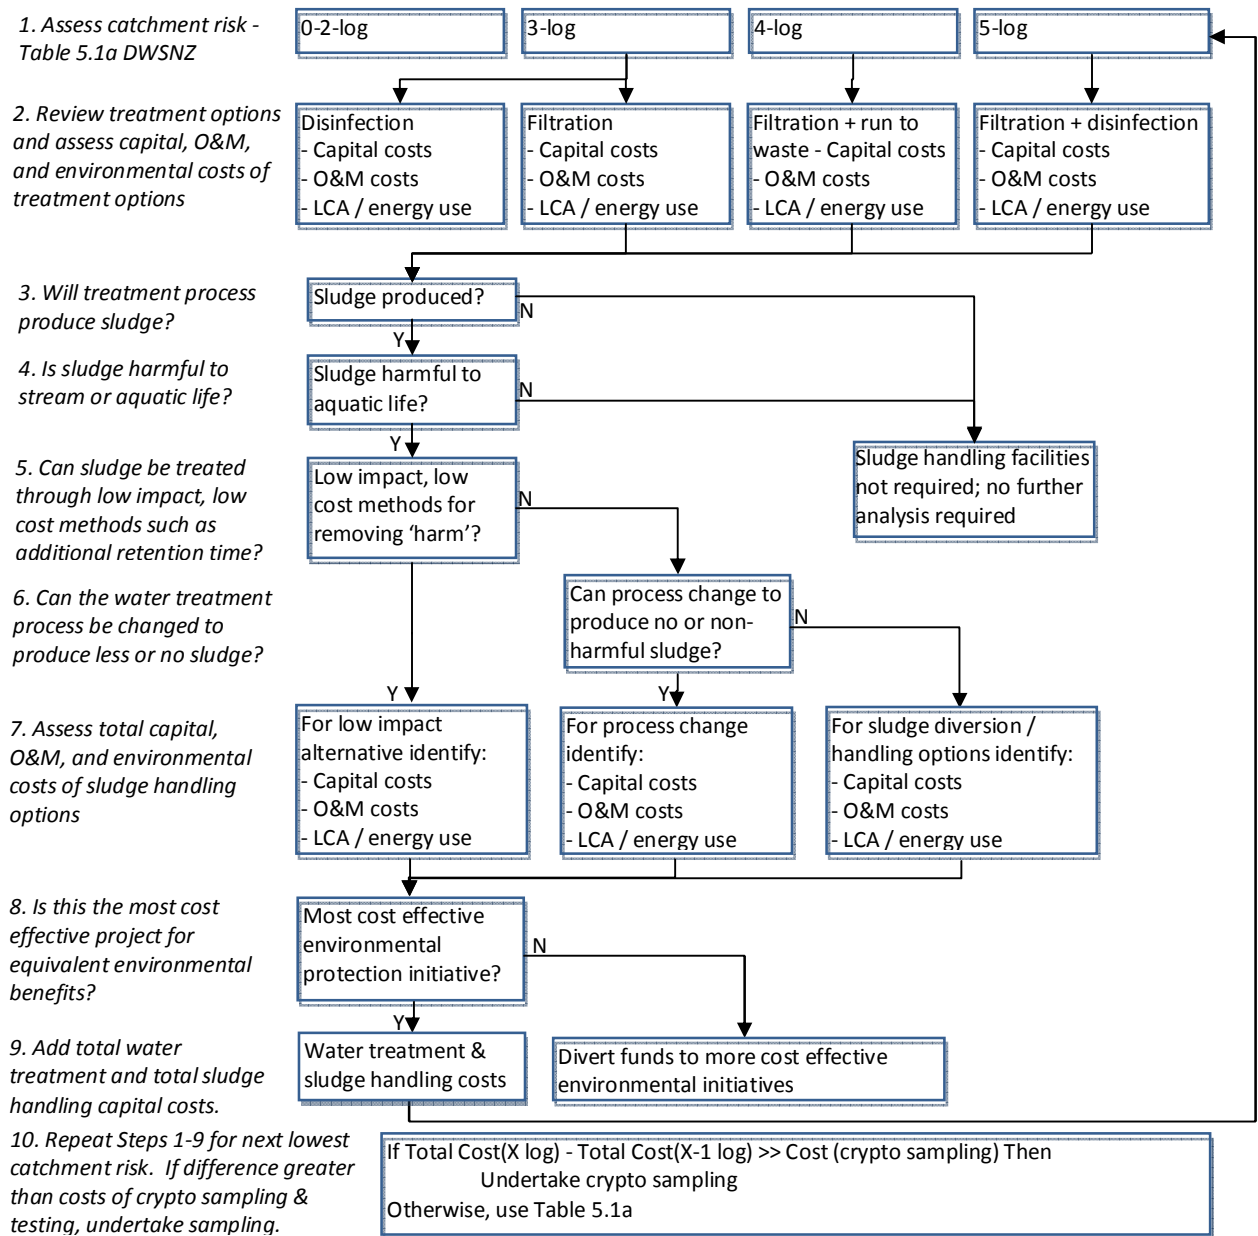 1. Assess catchment risk -
Table 5.1a DWSNZ
0-2-log
3-log
4-log
5-log
2. Review treatment options
and assess capital, O&M,
and environmental costs of
treatment options
Disinfection
- Capital costs
- O&M costs
- LCA / energy use
Filtration
- Capital costs
- O&M costs
- LCA / energy use
Filtration + run to
waste - Capital costs
- O&M costs
- LCA / energy use
Filtration + disinfection
- Capital costs
- O&M costs
- LCA / energy use
3. Will treatment process
produce sludge?
Sludge produced?
N
Y
4. Is sludge harmful to
stream or aquatic life?
Sludge harmful to
aquatic life?
N
Y
5. Can sludge be treated
through low impact, low
cost methods such as
additional retention time?
Low impact, low
cost methods for
removing ‘harm’?
N
Sludge handling facilities
not required; no further
analysis required
6. Can the water treatment
process be changed to
produce less or no sludge?
Can process change to
produce no or non-
harmful sludge?
N
Y
Y
7. Assess total capital,
O&M, and environmental
costs of sludge handling
options
For low impact
alternative identify:
- Capital costs
- O&M costs
- LCA / energy use
For process change
identify:
- Capital costs
- O&M costs
- LCA / energy use
For sludge diversion /
handling options identify:
- Capital costs
- O&M costs
- LCA / energy use
8. Is this the most cost
effective project for
equivalent environmental
benefits?
Most cost effective
environmental
protection initiative?
N
Y
9. Add total water
treatment and total sludge
handling capital costs.
Water treatment &
sludge handling costs
Divert funds to more cost effective
environmental initiatives
10. Repeat Steps 1-9 for next lowest
catchment risk. If difference greater
than costs of crypto sampling &
testing, undertake sampling.
If Total Cost(X log) - Total Cost(X-1 log) >> Cost (crypto sampling) Then
Undertake crypto sampling
Otherwise, use Table 5.1a